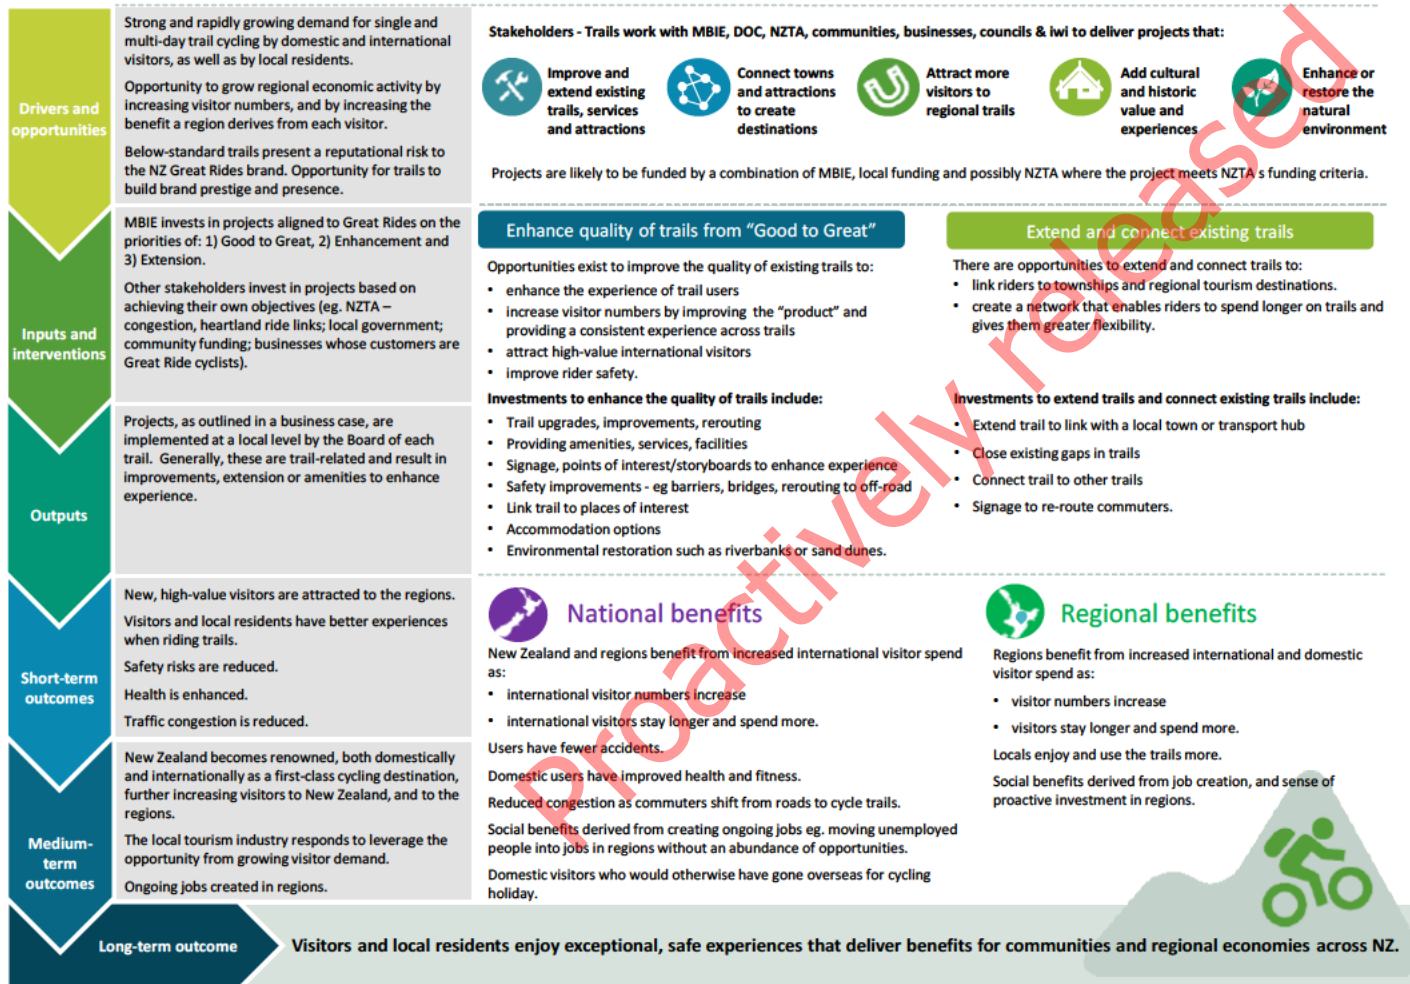 Drivers and
opportunities
Strong and rapidly growing demand for single and
multi-day trail cycling by domestic and international
visitors, as well as by local residents.
Opportunity to grow regional economic activity by
increasing visitor numbers, and by increasing the
benefit a region derives from each visitor.
Below-standard trails present a reputational risk to
the NZ Great Rides brand. Opportunity for trails to
build brand prestige and presence.
Stakeholders - Trails work with MBIE, DOC, NZTA, communities, businesses, councils & iwi to deliver projects that:
Improve and
extend existing
trails, services
and attractions
Connect towns
and attractions
to create
destinations
Attract more
visitors to
regional trails
Add cultural
and historic
value and
experiences
Enhance or
restore the
natural
environment
Projects are likely to be funded by a combination of MBIE, local funding and possibly NZTA where the project meets NZTA s funding criteria.
Inputs and
interventions
MBIE invests in projects aligned to Great Rides on the
priorities of: 1) Good to Great, 2) Enhancement and
3) Extension.
Other stakeholders invest in projects based on
achieving their own objectives (eg. NZTA –
congestion, heartland ride links; local government;
community funding; businesses whose customers are
Great Ride cyclists).
Outputs
Projects, as outlined in a business case, are
implemented at a local level by the Board of each
trail. Generally, these are trail-related and result in
improvements, extension or amenities to enhance
experience.
Enhance quality of trails from “Good to Great”
Opportunities exist to improve the quality of existing trails to:
• enhance the experience of trail users
• increase visitor numbers by improving the “product” and
providing a consistent experience across trails
• attract high-value international visitors
• improve rider safety.
Investments to enhance the quality of trails include:
• Trail upgrades, improvements, rerouting
• Providing amenities, services, facilities
• Signage, points of interest/storyboards to enhance experience
• Safety improvements - eg barriers, bridges, rerouting to off-road
• Link trail to places of interest
• Accommodation options
• Environmental restoration such as riverbanks or sand dunes.
Extend and connect existing trails
There are opportunities to extend and connect trails to:
• link riders to townships and regional tourism destinations.
• create a network that enables riders to spend longer on trails and
gives them greater flexibility.
Investments to extend trails and connect existing trails include:
• Extend trail to link with a local town or transport hub
• Close existing gaps in trails
• Connect trail to other trails
• Signage to re-route commuters.
Short-term
outcomes
New, high-value visitors are attracted to the regions.
Visitors and local residents have better experiences
when riding trails.
Safety risks are reduced.
Health is enhanced.
Traffic congestion is reduced.
Medium-
term
outcomes
New Zealand becomes renowned, both domestically
and internationally as a first-class cycling destination,
further increasing visitors to New Zealand, and to the
regions.
The local tourism industry responds to leverage the
opportunity from growing visitor demand.
Ongoing jobs created in regions.
National benefits
New Zealand and regions benefit from increased international visitor spend
as:
• international visitor numbers increase
• international visitors stay longer and spend more.
Users have fewer accidents.
Domestic users have improved health and fitness.
Reduced congestion as commuters shift from roads to cycle trails.
Social benefits derived from creating ongoing jobs eg. moving unemployed
people into jobs in regions without an abundance of opportunities.
Domestic visitors who would otherwise have gone overseas for cycling
holiday.
Regional benefits
Regions benefit from increased international and domestic
visitor spend as:
• visitor numbers increase
• visitors stay longer and spend more.
Locals enjoy and use the trails more.
Social benefits derived from job creation, and sense of
proactive investment in regions.
Long-term outcome
Visitors and local residents enjoy exceptional, safe experiences that deliver benefits for communities and regional economies across NZ.
Proactively released